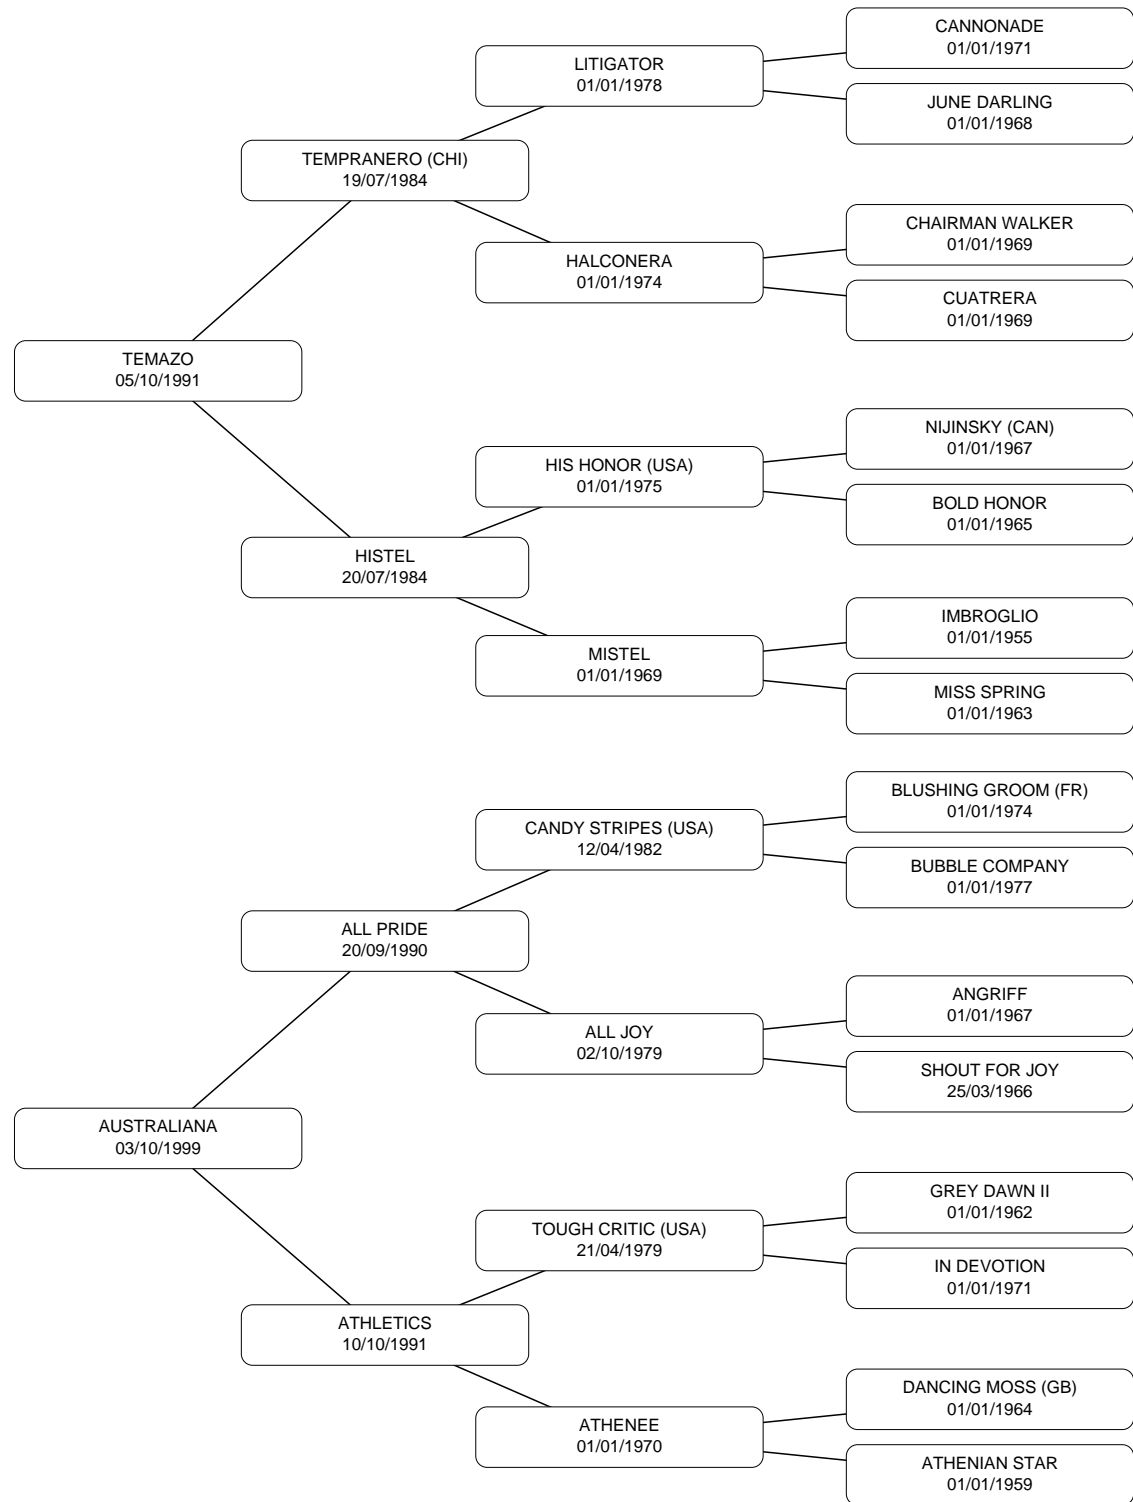 CANNONADE
01/01/1971
LITIGATOR
01/01/1978
JUNE DARLING
01/01/1968
TEMPRANERO (CHI)
19/07/1984
CHAIRMAN WALKER
01/01/1969
HALCONERA
01/01/1974
CUATRERA
01/01/1969
TEMAZO
05/10/1991
NIJINSKY (CAN)
01/01/1967
HIS HONOR (USA)
01/01/1975
BOLD HONOR
01/01/1965
HISTEL
20/07/1984
IMBROGLIO
01/01/1955
MISTEL
01/01/1969
MISS SPRING
01/01/1963
BLUSHING GROOM (FR)
01/01/1974
CANDY STRIPES (USA)
12/04/1982
BUBBLE COMPANY
01/01/1977
ALL PRIDE
20/09/1990
ANGRIFF
01/01/1967
ALL JOY
02/10/1979
SHOUT FOR JOY
25/03/1966
AUSTRALIANA
03/10/1999
GREY DAWN II
01/01/1962
TOUGH CRITIC (USA)
21/04/1979
IN DEVOTION
01/01/1971
ATHLETICS
10/10/1991
DANCING MOSS (GB)
01/01/1964
ATHENEE
01/01/1970
ATHENIAN STAR
01/01/1959